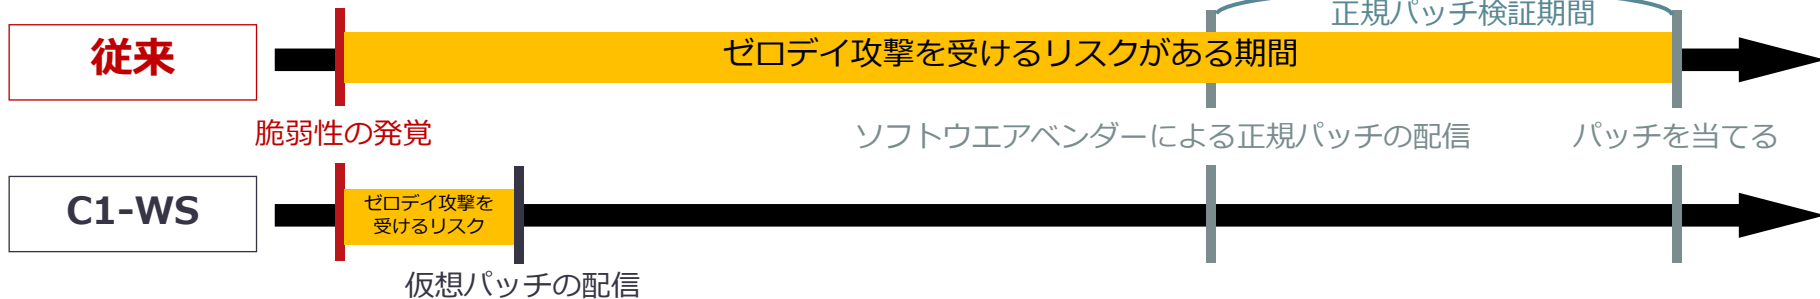 正規パッチ検証期間
従来
ゼロデイ攻撃を受けるリスクがある期間
脆弱性の発覚
ソフトウエアベンダーによる正規パッチの配信
パッチを当てる
C1-WS
ゼロデイ攻撃を
受けるリスク
仮想パッチの配信